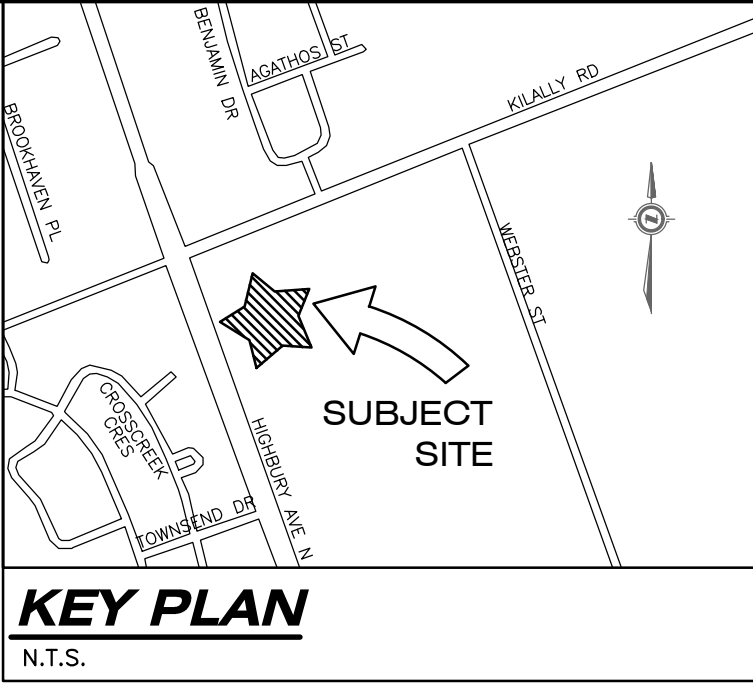 BENJAMIN DR
AGATHOS ST
KILALLY RD
BROOKHAVEN PL
WEBSTER ST
SUBJECT
SITE
CROSSCREEK
CRES
HIGHBURY AVE N
TOWNSEND DR
KEY PLAN
N.T.S.